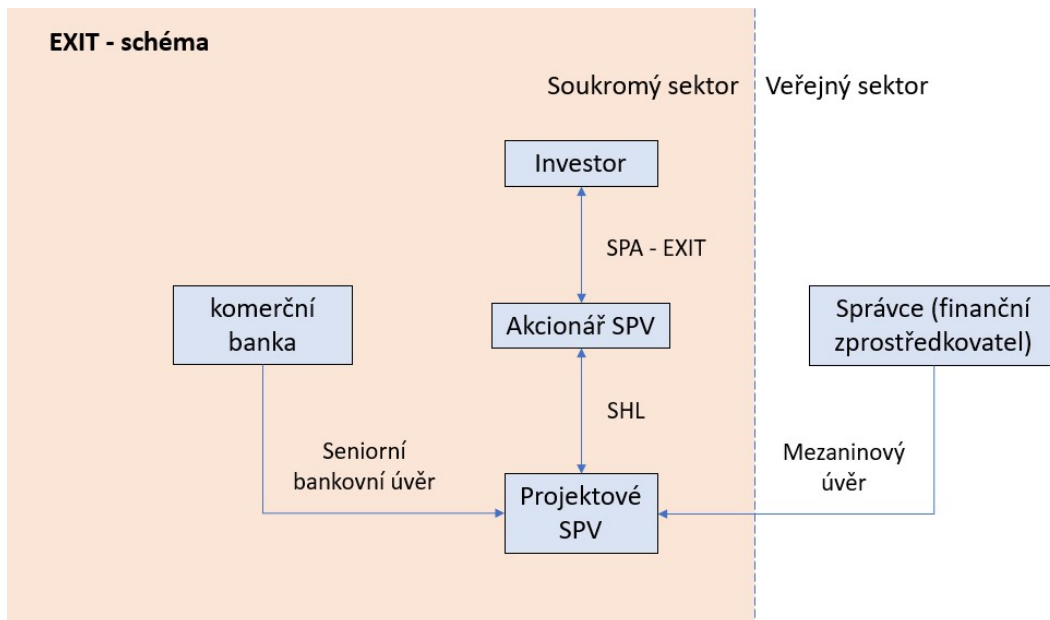 EXIT - schéma
Soukromý sektor
Veřejný sektor
Investor
SPA - EXIT
komerční
banka
Akcionář SPV
Správce (finanční
zprostředkovatel)
SHL
Seniorní
bankovní úvěr
Mezaninový
úvěr
Projektové
SPV